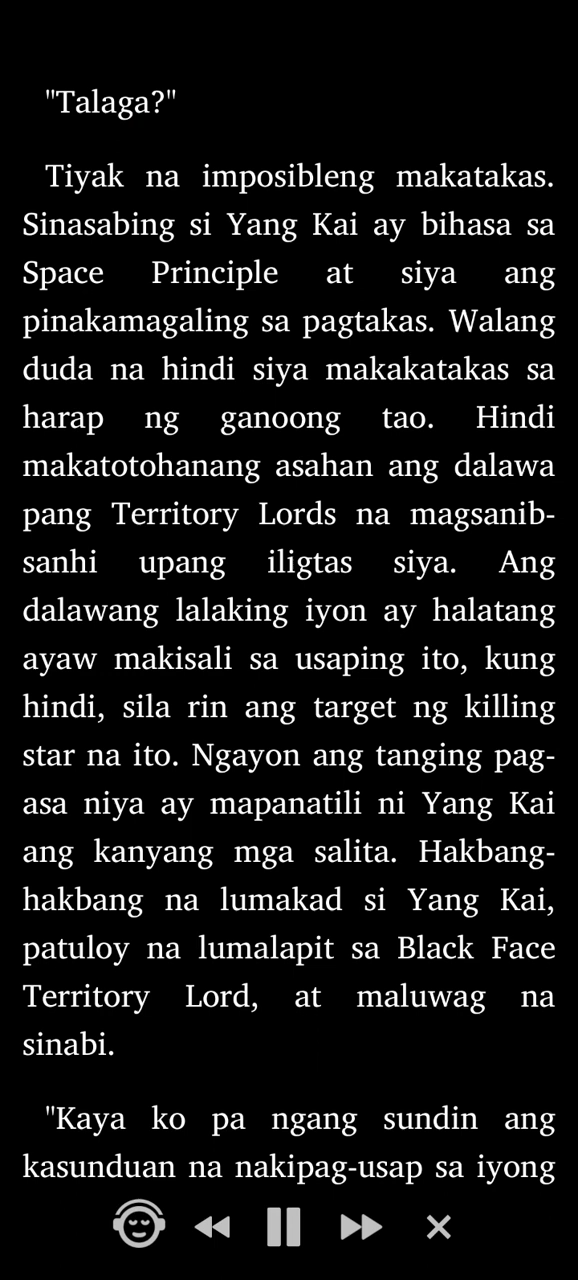 "Talaga?"
Tiyak na imposibleng makatakas.
Sinasabing si Yang Kai ay bihasa sa
Space Principle at siya ang
pinakamagaling sa pagtakas. Walang
duda na hindi siya makakatakas sa
harap ng ganoong tao. Hindi
makatotohanang asahan ang dalawa
pang Territory Lords na magsanib-
sanhi upang iligtas siya. Ang
dalawang lalaking iyon ay halatang
ayaw makisali sa usaping ito, kung
hindi, sila rin ang target ng killing
star na ito. Ngayon ang tanging pag-
asa niya ay mapanatili ni Yang Kai
ang kanyang mga salita. Hakbang-
hakbang na lumakad si Yang Kai,
patuloy na lumalapit sa Black Face
Territory Lord, at maluwag na
sinabi.
"Kaya ko pa ngang sundin ang
kasunduan na nakipag-usap sa iyong